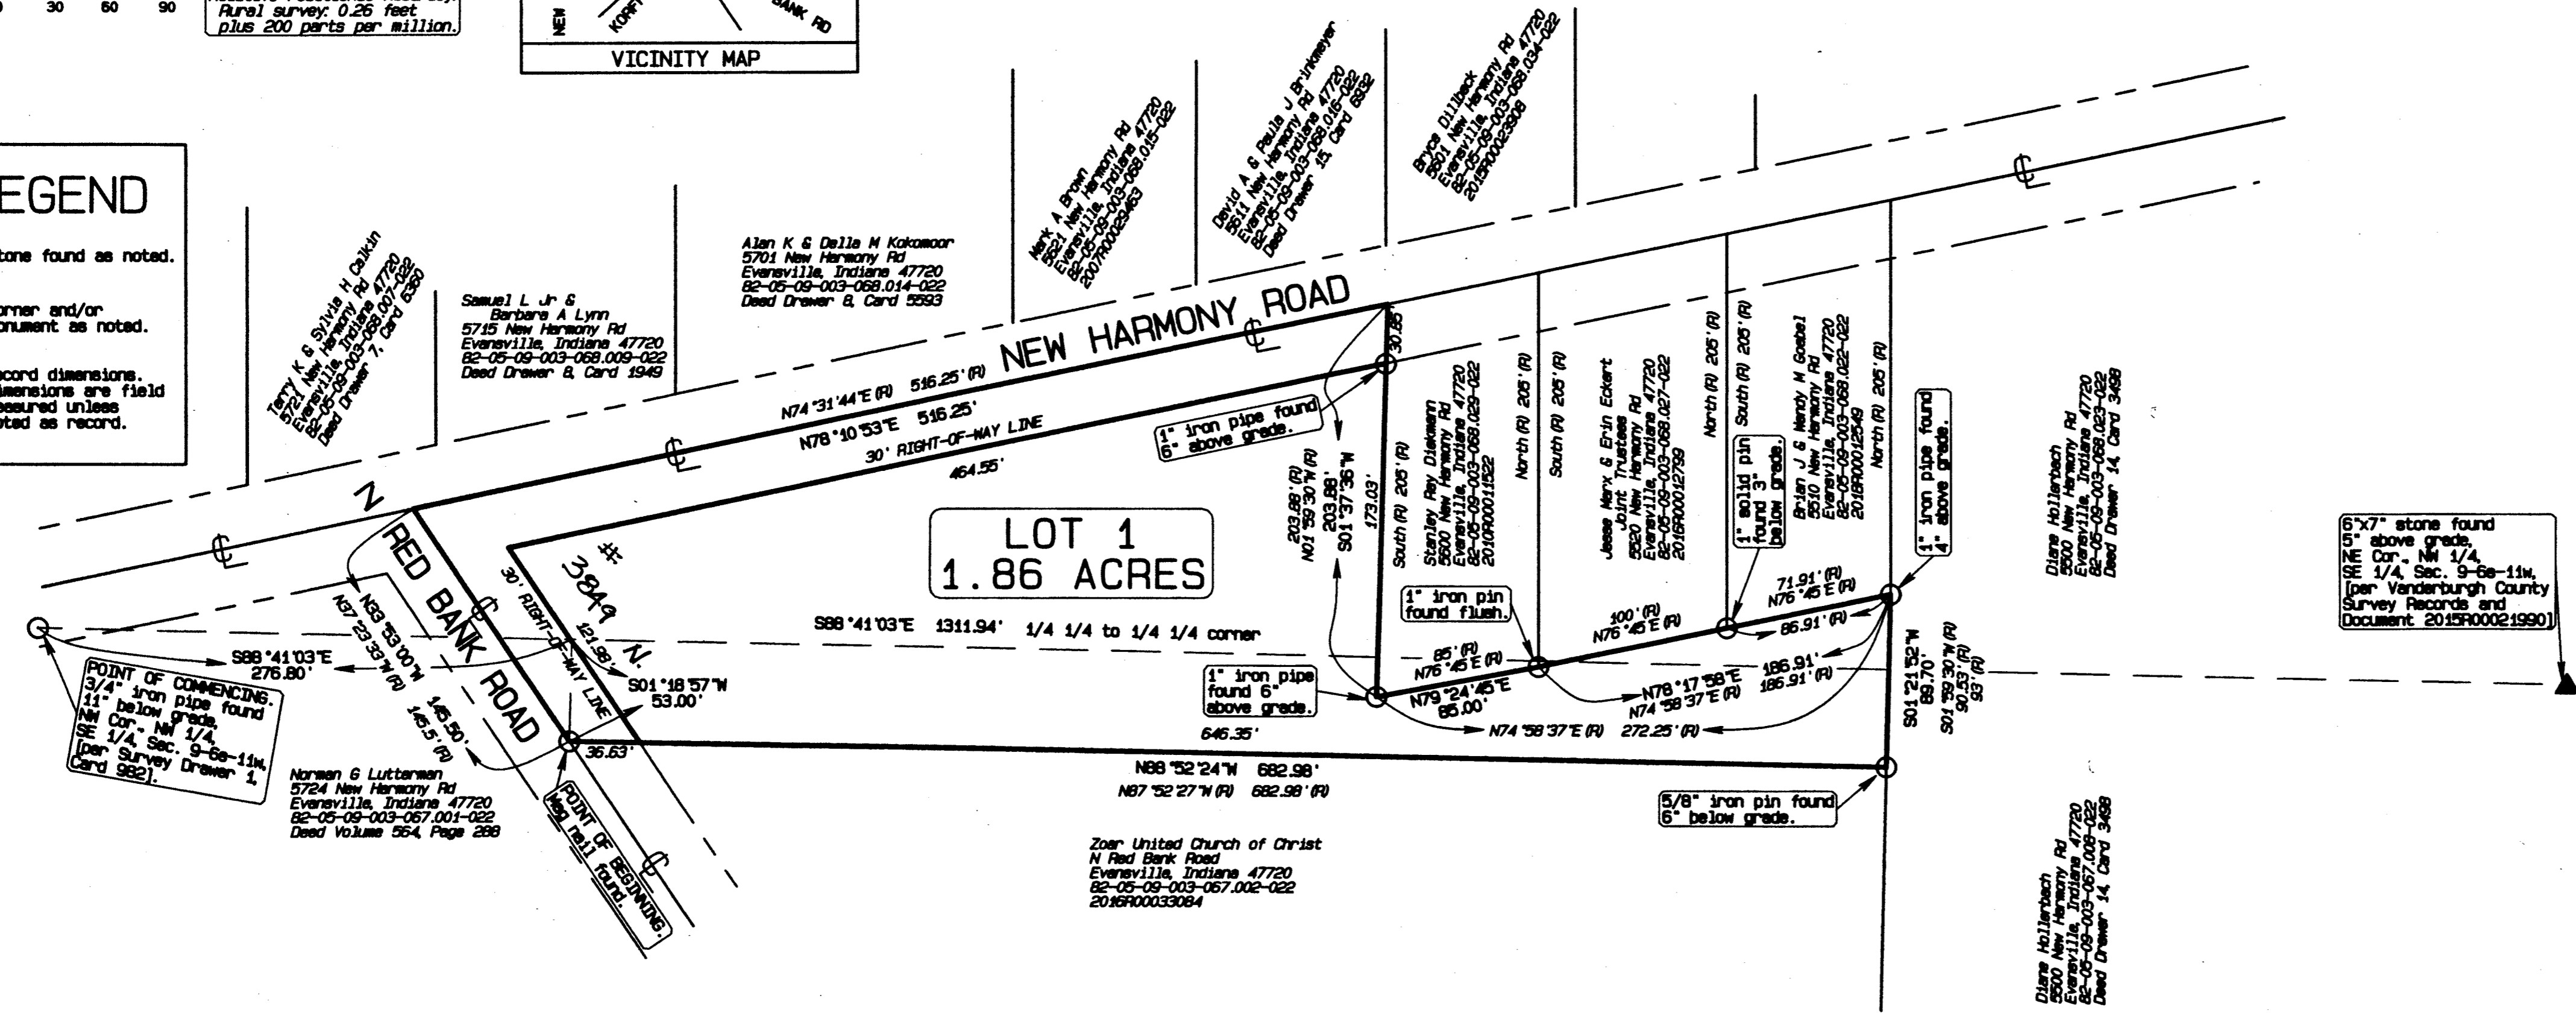 30 60 90
Rural survey: 0.26 feet
plus 200 parts per million.
NEW
BANK RD
VICINITY MAP
EGEND
tone found as noted.
orner and/or
onument as noted.
cord dimensions.
imensions are field
easured unless
oted as record.
Terry K & Sylvia H Calkin
5721 New Harmony Rd
Evansville, Indiana 47720
82-05-09-003-068.007-022
Deed Drawer 7, Card 6360
Samuel L Jr &
Barbara A Lynn
5715 New Harmony Rd
Evansville, Indiana 47720
82-05-09-003-068.009-022
Deed Drawer 8, Card 1949
Alan K & Della M Kokomoor
5701 New Harmony Rd
Evansville, Indiana 47720
82-05-09-003-068.014-022
Deed Drawer 8, Card 5593
Mark A Brown
5621 New Harmony Rd
Evansville, Indiana 47720
82-05-09-003-068.015-022
2007R00029463
David A & Paula J Brinkmeyer
5611 New Harmony Rd
Evansville, Indiana 47720
82-05-09-003-068.016-022
Deed Drawer 15, Card 6932
Bryce Dillback
5601 New Harmony Rd
Evansville, Indiana 47720
82-05-09-003-068.034-022
2015R00023908
NEW HARMONY ROAD
N74°31'44"E (R) 516.25' (R)
N78°10'53"E 516.25'
30' RIGHT-OF-WAY LINE
464.55'
1" iron pipe found
6" above grade.
30.85'
203.88' (R)
N01°59'30"W (R)
203.88'
S01°37'36"W
173.03'
South (R) 205' (R)
Stanley Ray Diekmann
5600 New Harmony Rd
Evansville, Indiana 47720
82-05-09-003-068.029-022
2010R00011522
North (R) 205' (R)
South (R) 205' (R)
Jesse Marx & Erin Eckert
Joint Trustees
5520 New Harmony Rd
Evansville, Indiana 47720
82-05-09-003-068.027-022
2016R00012799
North (R) 205' (R)
South (R) 205' (R)
1" solid pin
found 3"
below grade.
Brian J & Wendy M Goebel
5510 New Harmony Rd
Evansville, Indiana 47720
82-05-09-003-068.022-022
2018R00012549
North (R) 205' (R)
1" iron pipe found
4" above grade.
Diane Hollerbach
5500 New Harmony Rd
Evansville, Indiana 47720
82-05-09-003-068.023-022
Deed Drawer 14, Card 3498
6"x7" stone found
5" above grade,
NE Cor. NW 1/4,
SE 1/4, Sec. 9-6s-11w,
[per Vanderburgh County
Survey Records and
Document 2015R00021990]
N RED BANK ROAD
30' RIGHT-OF-WAY LINE
121.98'
# 3849 N.
LOT 1
1.86 ACRES
S88°41'03"E 1311.94' 1/4 1/4 to 1/4 1/4 corner
S88°41'03"E
276.80'
N33°53'00"W 145.50'
N37°23'33"W (R) 145.5' (R)
S01°18'57"W
53.00'
36.63'
POINT OF COMMENCING.
3/4" iron pipe found
11" below grade,
NW Cor. NW 1/4,
SE 1/4, Sec. 9-6s-11w,
[per Survey Drawer 1,
Card 982].
Norman G Lutterman
5724 New Harmony Rd
Evansville, Indiana 47720
82-05-09-003-067.001-022
Deed Volume 564, Page 288
POINT OF BEGINNING.
Mag nail found.
1" iron pin
found flush.
1" iron pipe
found 6"
above grade.
85' (R)
N76°45'E (R)
N79°24'45"E
85.00'
100' (R)
N76°45'E (R)
71.91' (R)
N76°45'E (R)
86.91' (R)
N78°17'58"E 186.91'
N74°58'37"E (R) 186.91' (R)
N74°58'37"E (R) 272.25' (R)
S01°21'52"W
89.70'
S01°59'30"W (R)
90.53' (R)
93' (R)
646.35'
N88°52'24"W 682.98'
N87°52'27"W (R) 682.98' (R)
5/8" iron pin found
6" below grade.
Zoar United Church of Christ
N Red Bank Road
Evansville, Indiana 47720
82-05-09-003-067.002-022
2016R00033084
Diane Hollerbach
5500 New Harmony Rd
Evansville, Indiana 47720
82-05-09-003-067.008-022
Deed Drawer 14, Card 3498